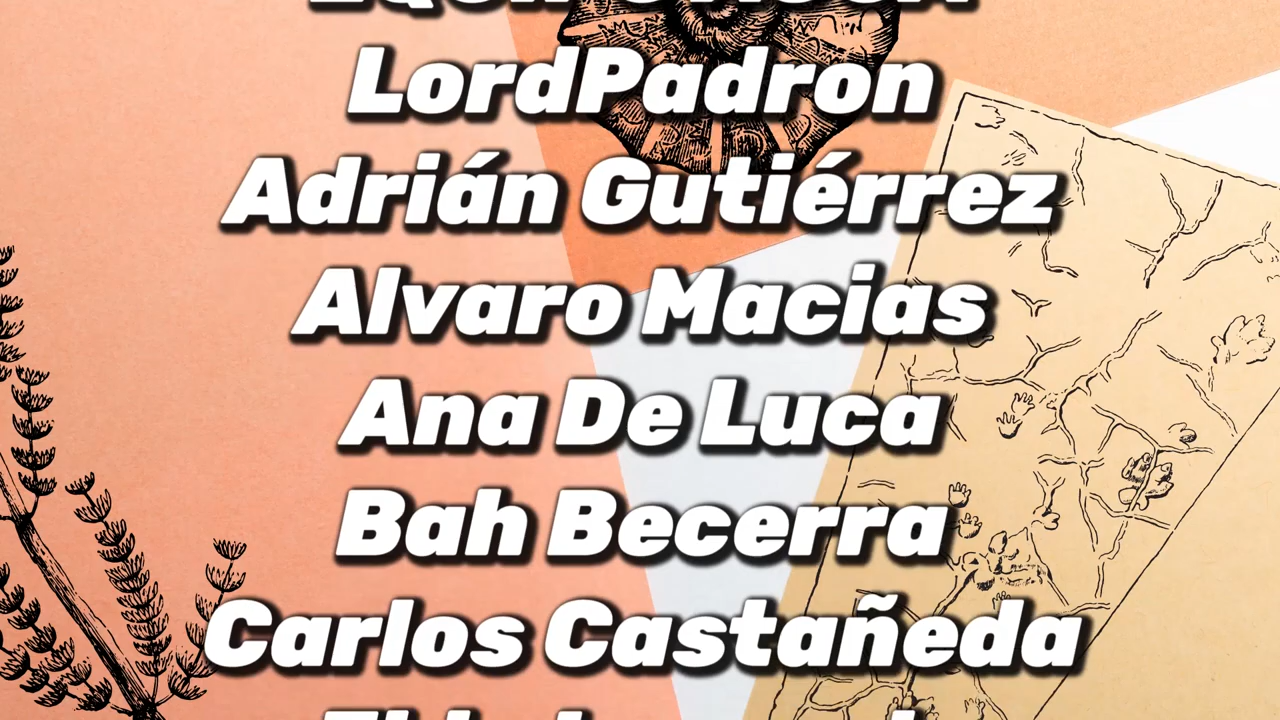 LordPadron
Adrián Gutiérrez
Alvaro Macias
Ana De Luca
Bah Becerra
Carlos Castañeda